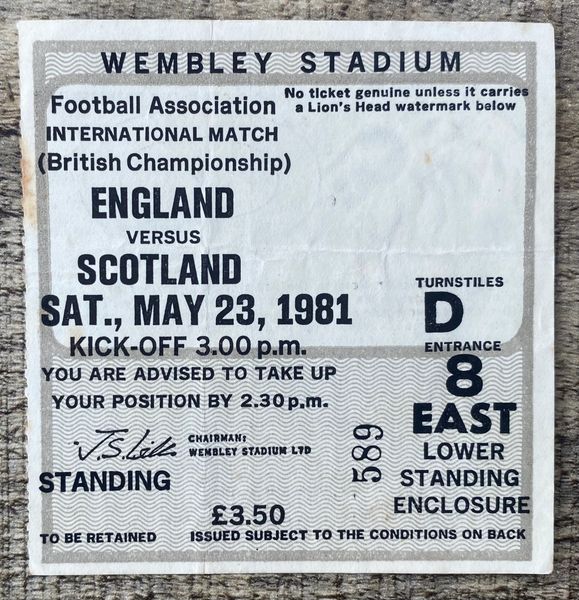 WEMBLEY STADIUM
No ticket genuine unless it carries
a Lion's Head watermark below
Football Association
INTERNATIONAL MATCH
(British Championship)
ENGLAND
VERSUS
SCOTLAND
SAT., MAY 23, 1981
KICK-OFF 3.00 p.m.
YOU ARE ADVISED TO TAKE UP
YOUR POSITION BY 2.30 p.m.
CHAIRMAN:
WEMBLEY STADIUM LTD
STANDING
£3.50
TO BE RETAINED
ISSUED SUBJECT TO THE CONDITIONS ON BACK
589
TURNSTILES
D
ENTRANCE
8
EAST
LOWER
STANDING
ENCLOSURE